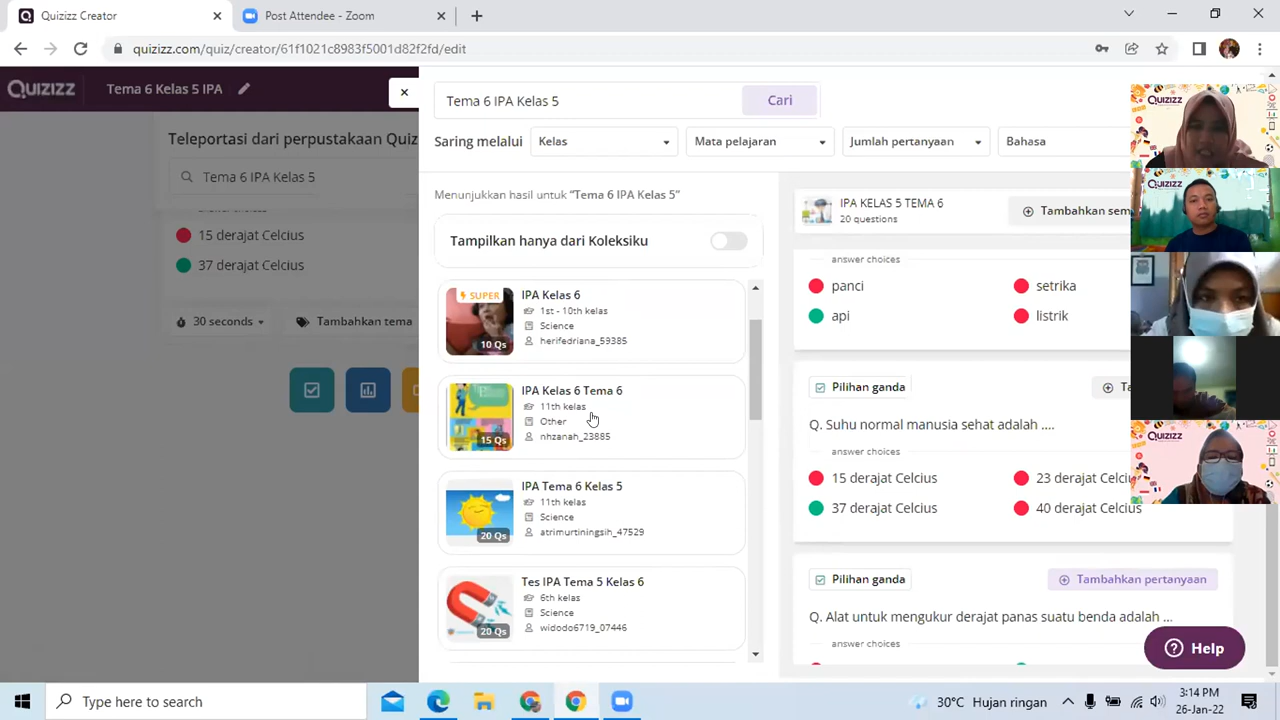 Quizizz Creator
Post Attendee - Zoom
quizizz.com/quiz/creator/61f1021c8983f5001d82f2fd/edit
QUIZIZZ
Tema 6 Kelas 5 IPA
Teleportasi dari perpustakaan Quiz
Tema 6 IPA Kelas 5
answer choices
15 derajat Celcius
37 derajat Celcius
30 seconds
Tambahkan tema
Tema 6 IPA Kelas 5
Cari
Saring melalui
Kelas
Mata pelajaran
Jumlah pertanyaan
Bahasa
Menunjukkan hasil untuk “Tema 6 IPA Kelas 5”
Tampilkan hanya dari Koleksiku
SUPER
10 Qs
IPA Kelas 6
1st - 10th kelas
Science
herifedriana_59385
15 Qs
IPA Kelas 6 Tema 6
11th kelas
Other
nhzanah_23885
20 Qs
IPA Tema 6 Kelas 5
11th kelas
Science
atrimurtiningsih_47529
20 Qs
Tes IPA Tema 5 Kelas 6
6th kelas
Science
widodo6719_07446
IPA KELAS 5 TEMA 6
20 questions
Tambahkan sem
answer choices
panci
setrika
api
listrik
Pilihan ganda
Ta
Q. Suhu normal manusia sehat adalah ....
answer choices
15 derajat Celcius
23 derajat Celci
37 derajat Celcius
40 derajat Celcius
Pilihan ganda
Tambahkan pertanyaan
Q. Alat untuk mengukur derajat panas suatu benda adalah ...
answer choices
Help
QUIZIZZ
QUIZIZZ
QUIZIZZ
Type here to search
30°C Hujan ringan
3:14 PM
26-Jan-22